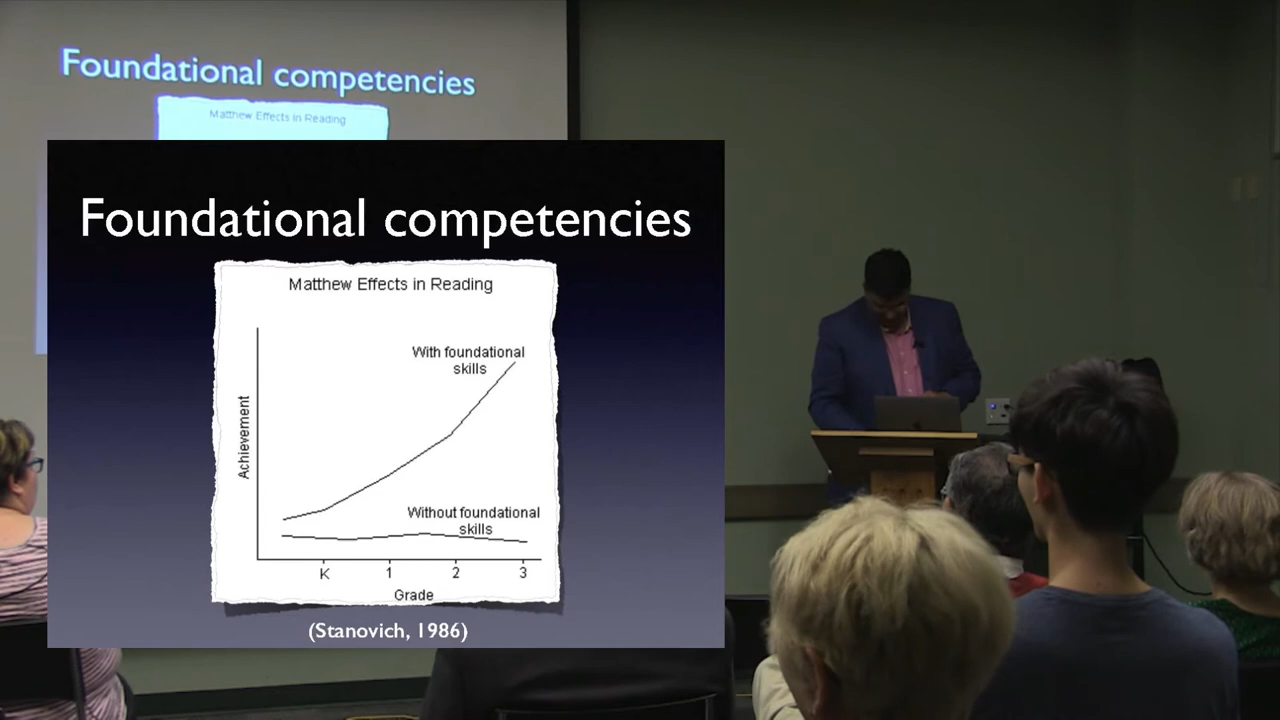 Foundational competencies
Matthew Effects in Reading
Foundational competencies
Matthew Effects in Reading
With foundational
skills
Achievement
Without foundational
skills
K 1 2 3
Grade
(Stanovich, 1986)